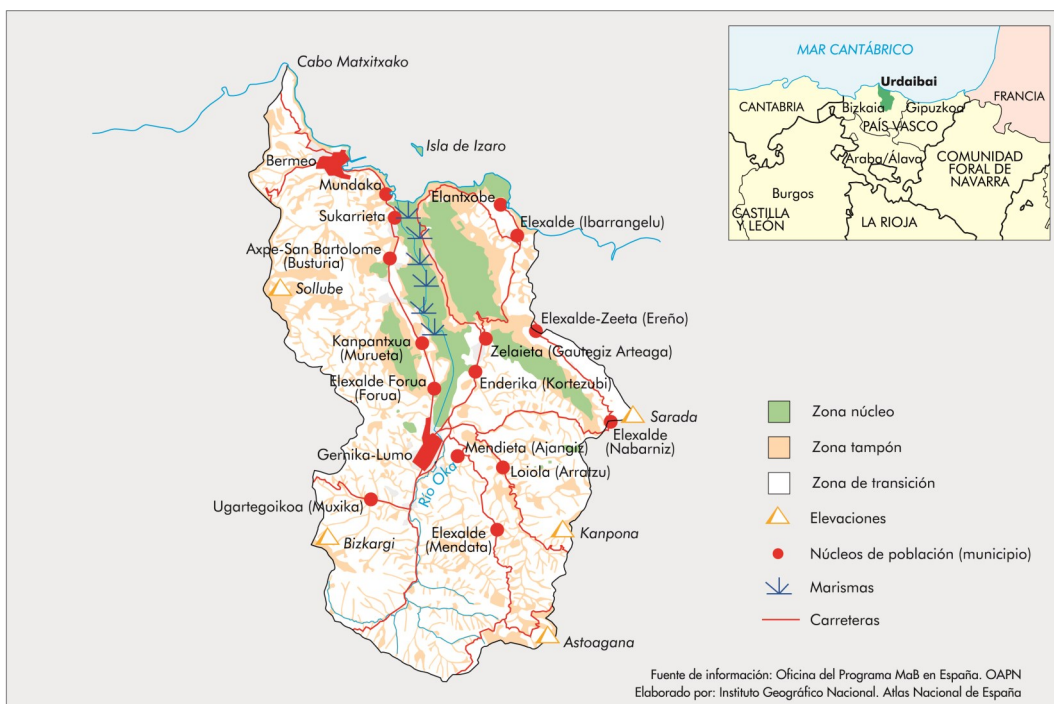 Cabo Matxitxako
Isla de Izaro
Bermeo
Mundaka
Elantxobe
Sukarrieta
Elexalde (Ibarrangelu)
Axpe-San Bartolome
(Busturia)
Sollube
Elexalde-Zeeta (Ereño)
Kanpantxua
(Murueta)
Zelaieta (Gautegiz Arteaga)
Elexalde Forua
(Forua)
Enderika (Kortezubi)
Sarada
Elexalde
(Nabarniz)
Gernika-Lumo
Mendieta (Ajangiz)
Loiola (Arratzu)
Río Oka
Ugartegoikoa (Muxika)
Elexalde
(Mendata)
Kanpona
Bizkargi
Astoagana
MAR CANTÁBRICO
Urdaibai
FRANCIA
CANTABRIA
Bizkaia
Gipuzkoa
PAÍS VASCO
Araba/Álava
COMUNIDAD
FORAL DE
NAVARRA
Burgos
CASTILLA
Y LEÓN
LA RIOJA
Zona núcleo
Zona tampón
Zona de transición
Elevaciones
Núcleos de población (municipio)
Marismas
Carreteras
Fuente de información: Oficina del Programa MaB en España. OAPN
Elaborado por: Instituto Geográfico Nacional. Atlas Nacional de España